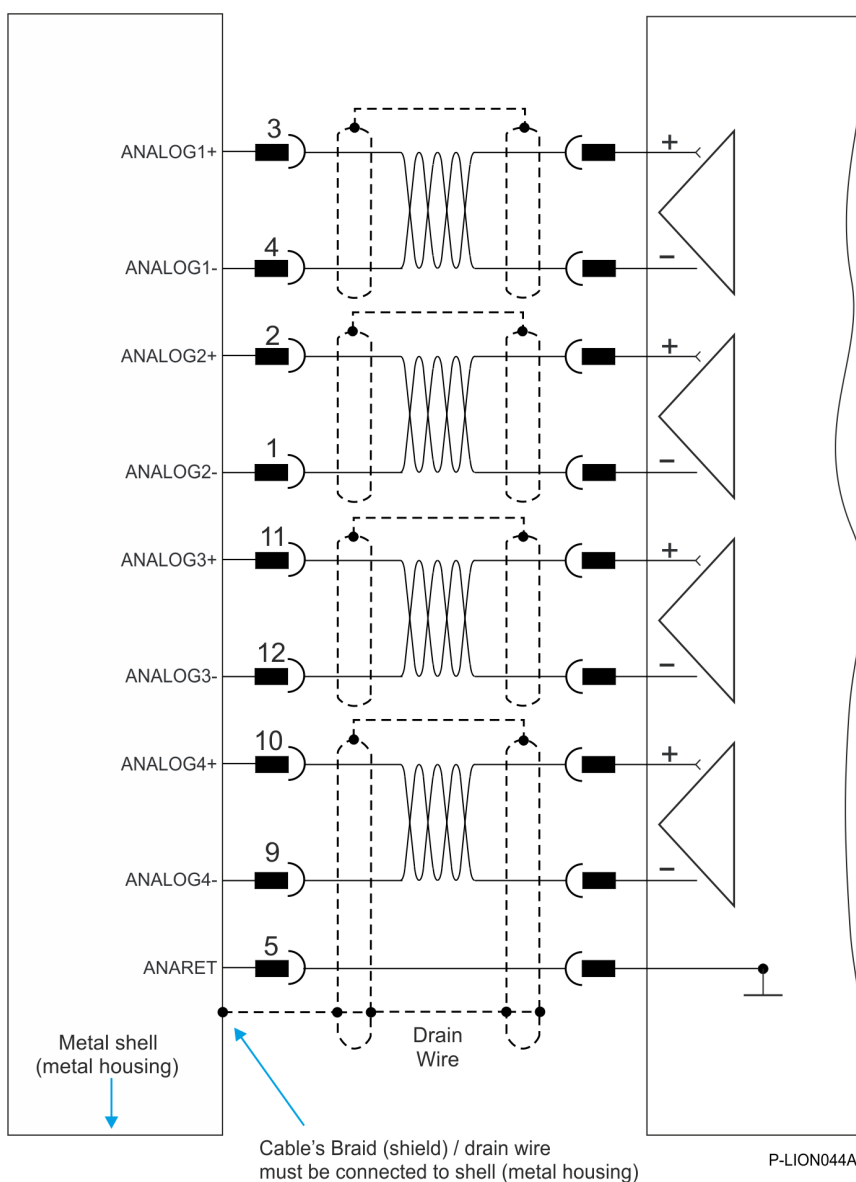 3
ANALOG1+
+
4
ANALOG1-
−
2
ANALOG2+
+
1
ANALOG2-
−
11
ANALOG3+
+
12
ANALOG3-
−
10
ANALOG4+
+
9
ANALOG4-
−
5
ANARET
Drain
Wire
Metal shell
(metal housing)
Cable's Braid (shield) / drain wire
must be connected to shell (metal housing)
P-LION044A